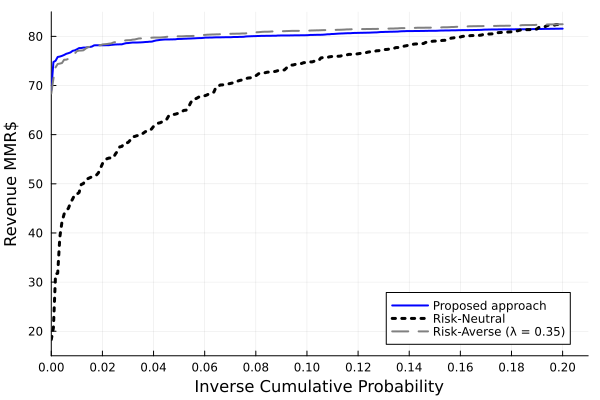 Revenue MMR$
80
70
60
50
40
30
20
0.00 0.02 0.04 0.06 0.08 0.10 0.12 0.14 0.16 0.18 0.20
Inverse Cumulative Probability
Proposed approach
Risk-Neutral
Risk-Averse (λ = 0.35)